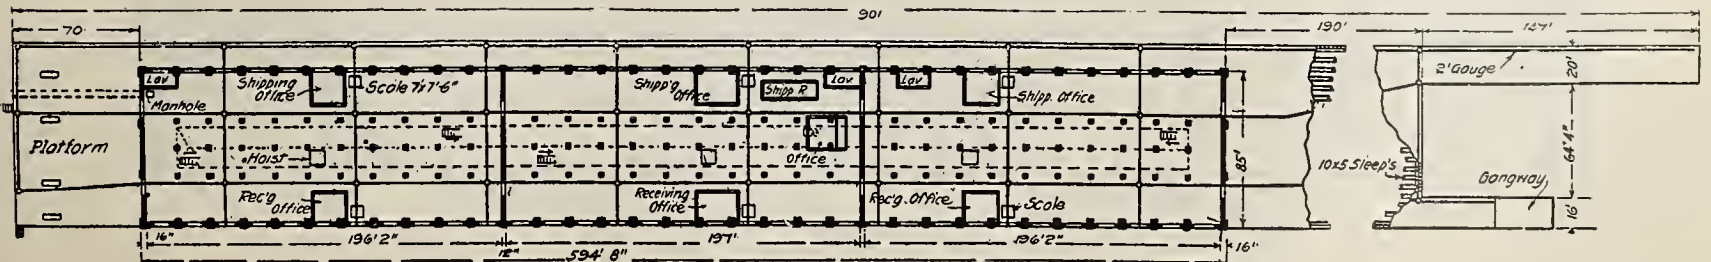 90'
70
190'
127'
Lav
Shipping
Office
Scale 7'x7'6"
Shipp'g
Office
Shipp R
Lav
Lav
Shipp. Office
2' Gauge
20'
Manhole
Platform
Hoist
Office
85'
10x5 Sleep's
64'4"
Gangway
Rec'g
Office
Receiving
Office
Rec'g. Office
Scale
16'
16"
196'2"
12"
197'
196'2"
16"
594' 8"